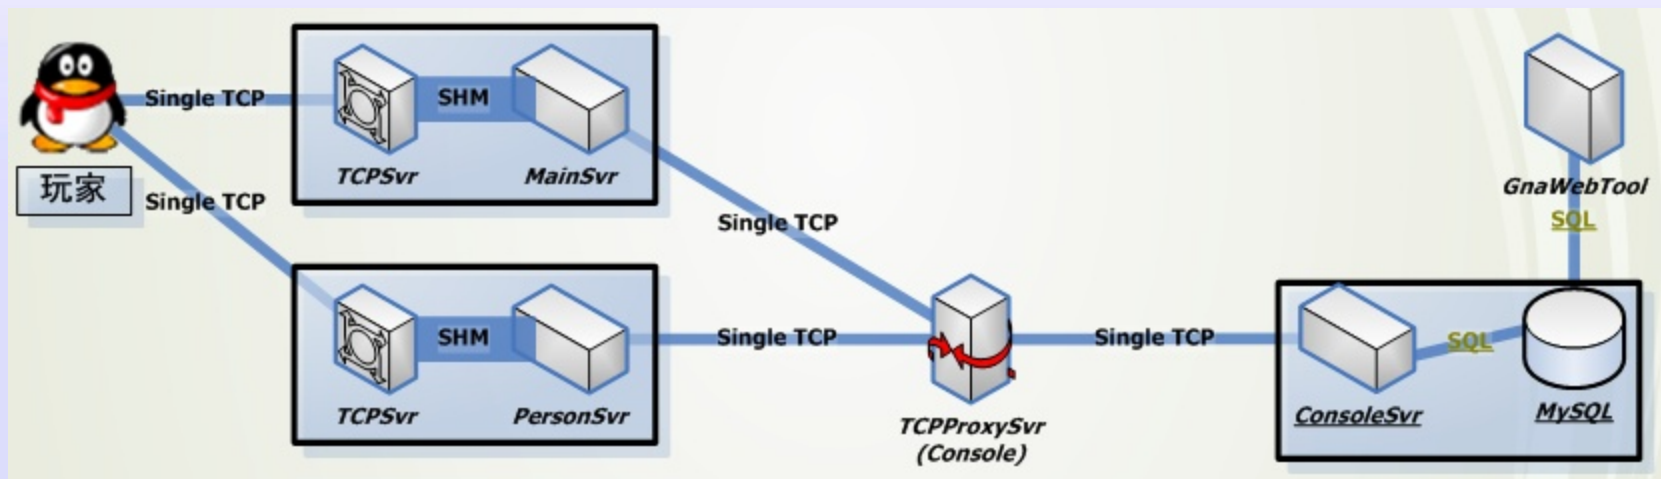 Single TCP
SHM
TCPSvr
MainSvr
玩家
Single TCP
GnaWebTool
SQL
Single TCP
SHM
Single TCP
Single TCP
SQL
TCPSvr
PersonSvr
TCPProxySvr
(Console)
ConsoleSvr
MySQL